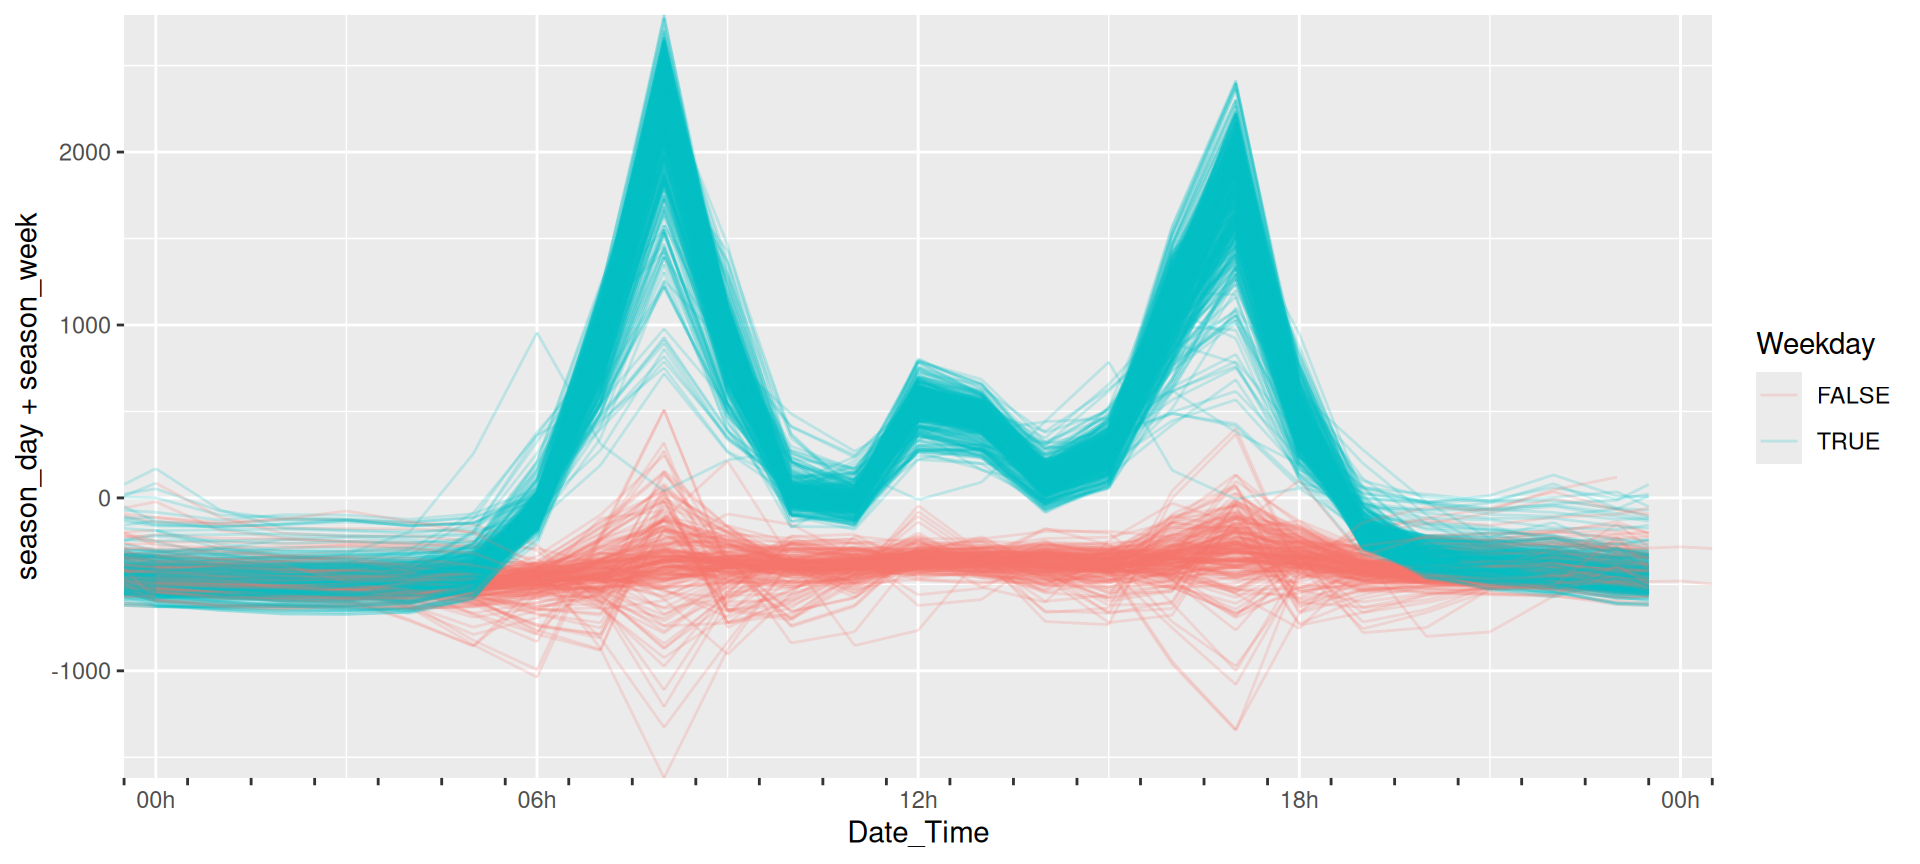 season_day + season_week
2000
1000
0
-1000
00h
06h
12h
18h
00h
Date_Time
Weekday
FALSE
TRUE